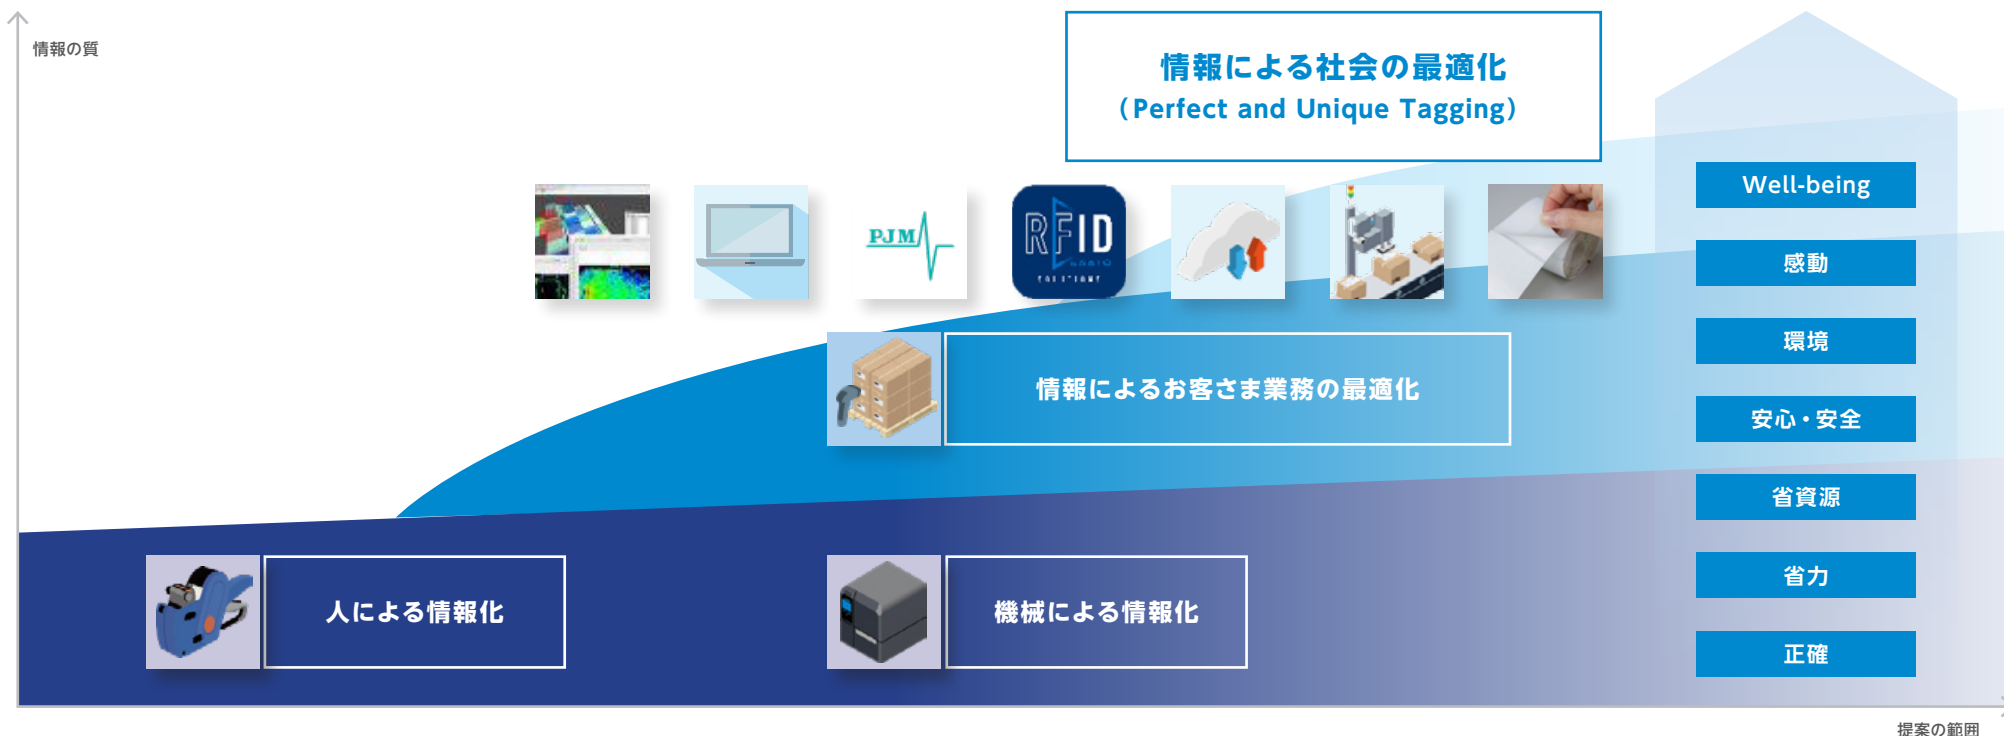 情報の質
情報による社会の最適化
（Perfect and Unique Tagging）
PJM
RFID
SOLUTIONS
情報によるお客さま業務の最適化
人による情報化
機械による情報化
Well-being
感動
環境
安心・安全
省資源
省力
正確
提案の範囲